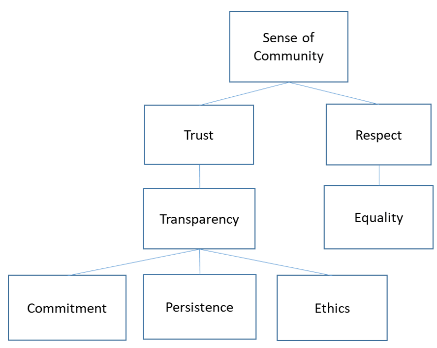 Sense of
Community
Trust
Respect
Transparency
Equality
Commitment
Persistence
Ethics